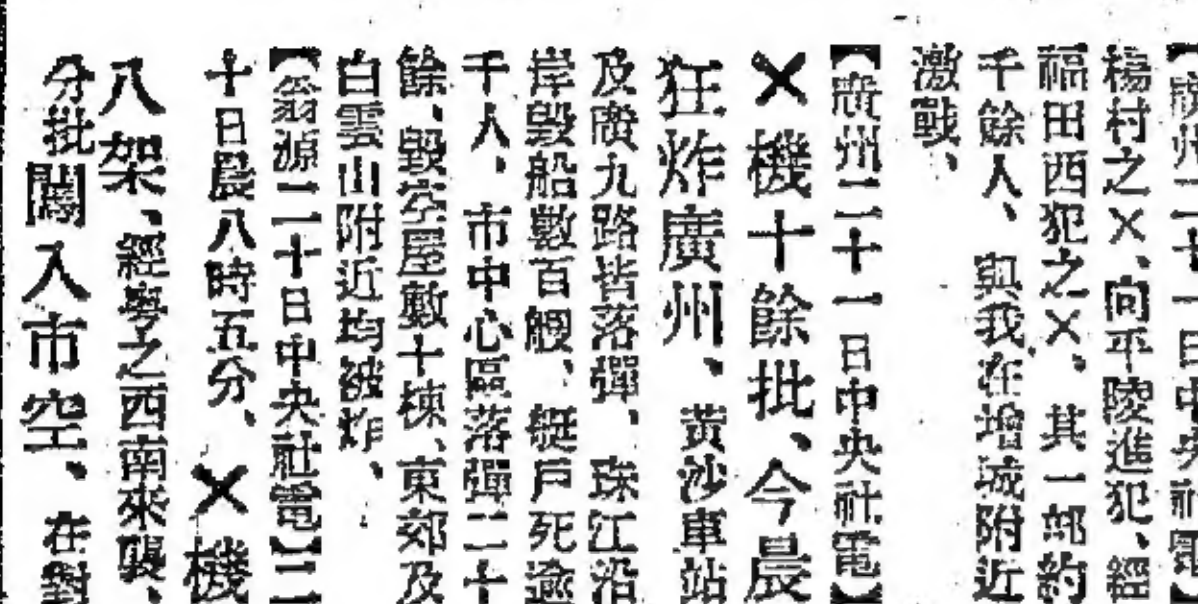 【廣州二十一日中央社電】
楊村之×、向平陵進犯、經
福田西犯之×、其一部約
千餘人、與我在增城附近
激戰、
【廣州二十一日中央社電】
×機十餘批、今晨
狂炸廣州、黃沙車站
及廣九路皆落彈、珠江沿
岸毀船數百艘、艇戶死逾
千人、市中心區落彈二十
餘、毀空屋數十棟、東郊及
白雲山附近均被炸、
【翁源二十日中央社電】二
十日晨八時五分、×機
八架、經粵之西南來襲、
分批闖入市空、在對